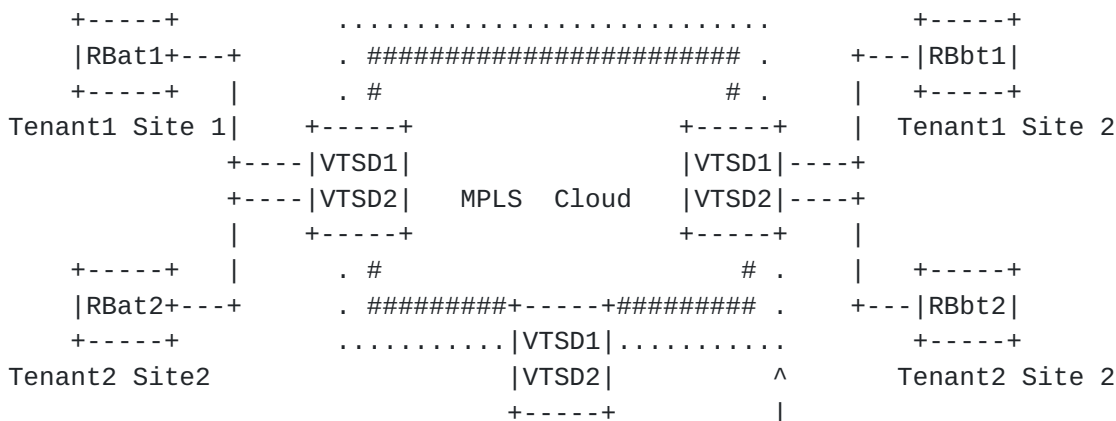 +-----+          ...........................         +-----+
|RBat1+---+      . ######################## .     +---|RBbt1|
+-----+   |      . #                      # .     |   +-----+
Tenant1 Site 1|     +-----+                 +-----+    |  Tenant1 Site 2
+----|VTSD1|                 |VTSD1|----+
+----|VTSD2|   MPLS  Cloud   |VTSD2|----+
|    +-----+                 +-----+    |
+-----+   |      . #                       # .    |   +-----+
|RBat2+---+      . #########+-----+######### .    +---|RBbt2|
+-----+          ...........|VTSD1|...........        +-----+
Tenant2 Site2                   |VTSD2|          ^       Tenant2 Site 2
+-----+          |